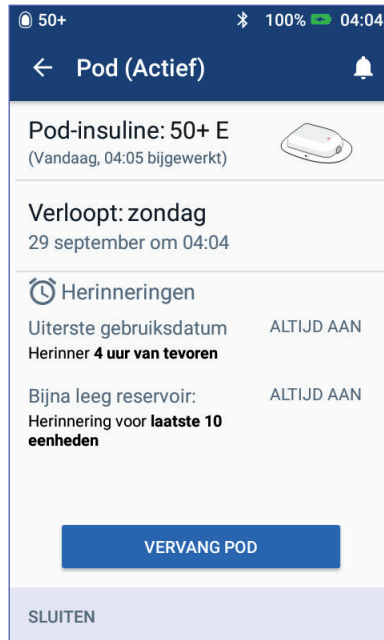 50+ 100% 04:04
Pod (Actief)
Pod-insuline: 50+ E
(Vandaag, 04:05 bijgewerkt)
Verloopt: zondag
29 september om 04:04
Herinneringen
Uiterste gebruiksdatum ALTIJD AAN
Herinner 4 uur van tevoren
Bijna leeg reservoir: ALTIJD AAN
Herinnering voor laatste 10
eenheden
VERVANG POD
SLUITEN